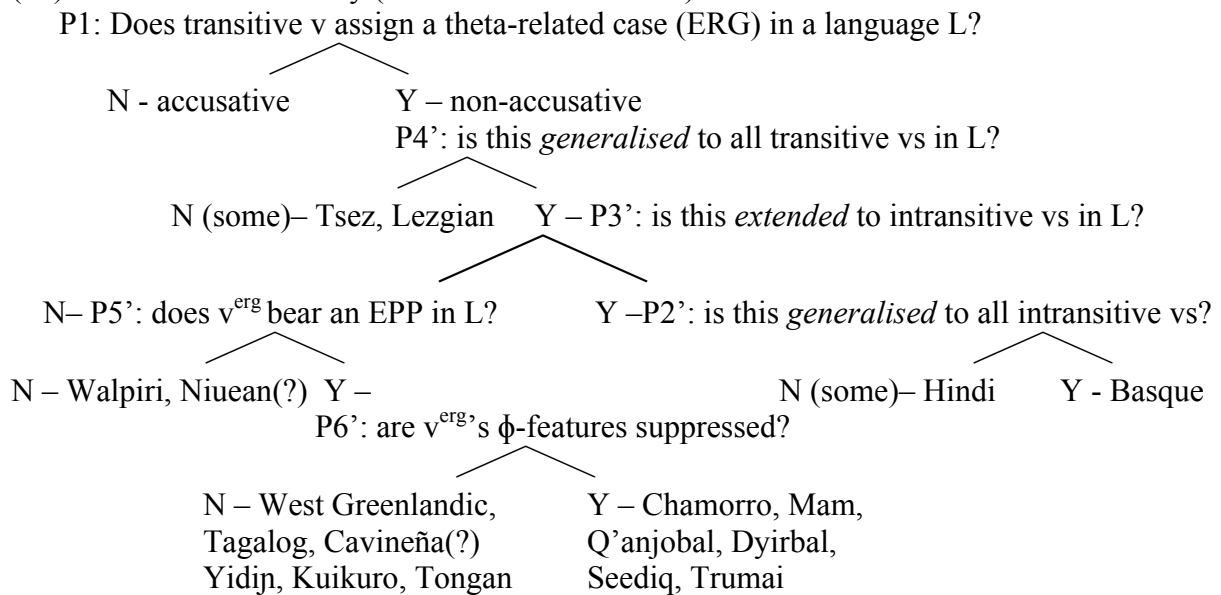 P1: Does transitive v assign a theta-related case (ERG) in a language L?
N - accusative Y – non-accusative
P4’: is this generalised to all transitive vs in L?
N (some)– Tsez, Lezgian Y – P3’: is this extended to intransitive vs in L?
N– P5’: does v^erg bear an EPP in L? Y –P2’: is this generalised to all intransitive vs?
N – Walpiri, Niuean(?) Y – N (some)– Hindi Y - Basque
P6’: are v^erg’s ϕ-features suppressed?
N – West Greenlandic, Y – Chamorro, Mam,
Tagalog, Cavineña(?) Q’anjobal, Dyirbal,
Yidiɲ, Kuikuro, Tongan Seediq, Trumai